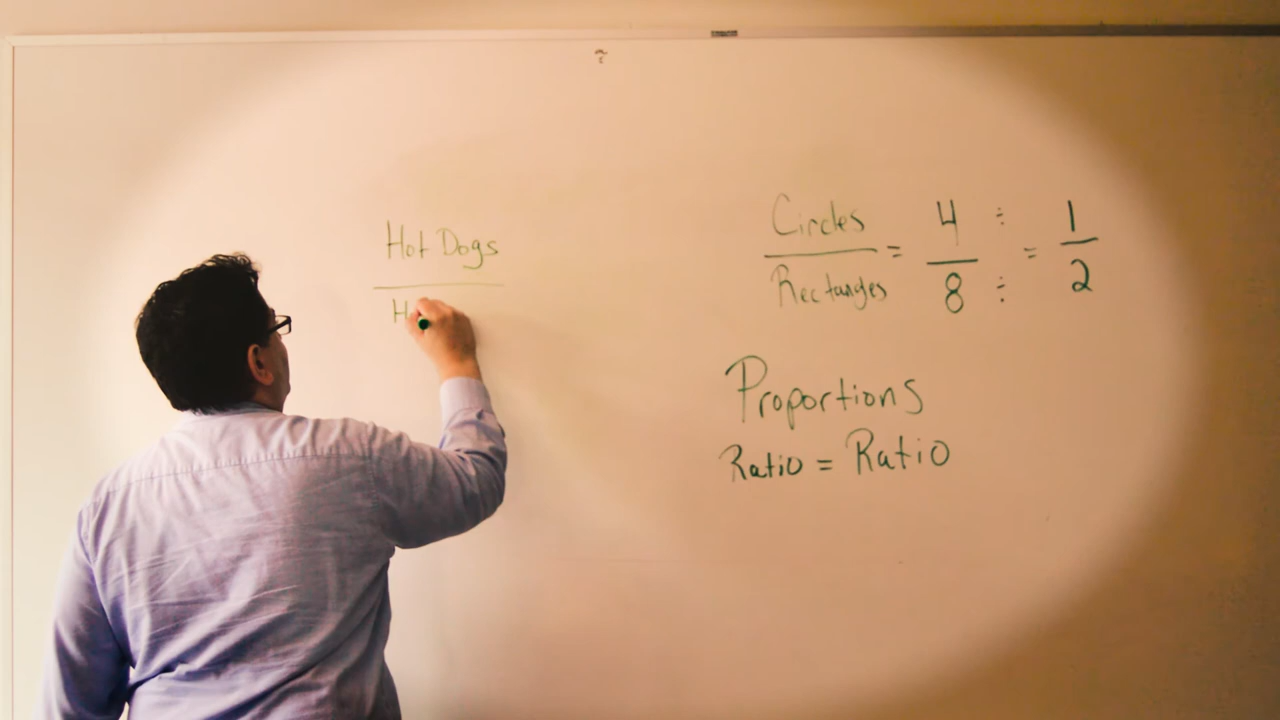 Hot Dogs
H
Circles = 4 ÷ = 1
Rectangles 8 ÷ 2
Proportions
Ratio = Ratio